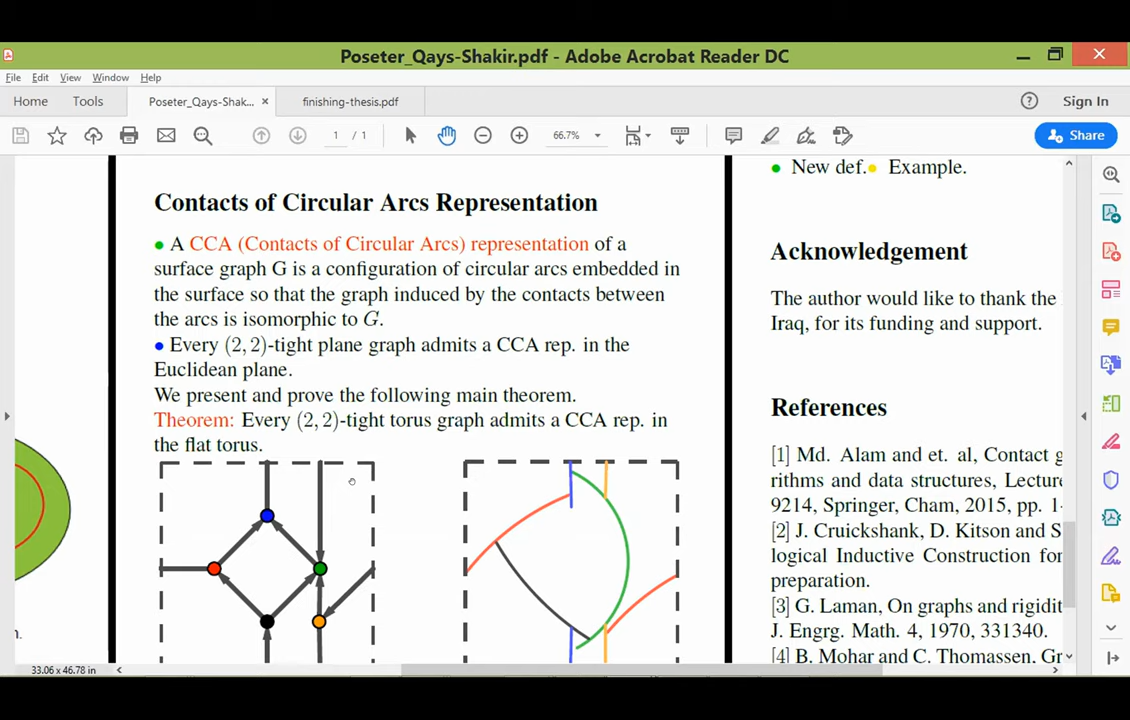 Poseter_Qays-Shakir.pdf - Adobe Acrobat Reader DC
File Edit View Window Help
Home Tools Poseter_Qays-Shak... × finishing-thesis.pdf Sign In
1 / 1 66.7% Share
New def. Example.
Contacts of Circular Arcs Representation
• A CCA (Contacts of Circular Arcs) representation of a
surface graph G is a configuration of circular arcs embedded in
the surface so that the graph induced by the contacts between
the arcs is isomorphic to G.
• Every (2, 2)-tight plane graph admits a CCA rep. in the
Euclidean plane.
We present and prove the following main theorem.
Theorem: Every (2, 2)-tight torus graph admits a CCA rep. in
the flat torus.
n.
Acknowledgement
The author would like to thank the
Iraq, for its funding and support.
References
[1] Md. Alam and et. al, Contact g
rithms and data structures, Lecture
9214, Springer, Cham, 2015, pp. 1-
[2] J. Cruickshank, D. Kitson and S
logical Inductive Construction for
preparation.
[3] G. Laman, On graphs and rigidit
J. Engrg. Math. 4, 1970, 331340.
[4] B. Mohar and C. Thomassen, Gr
33.06 x 46.78 in